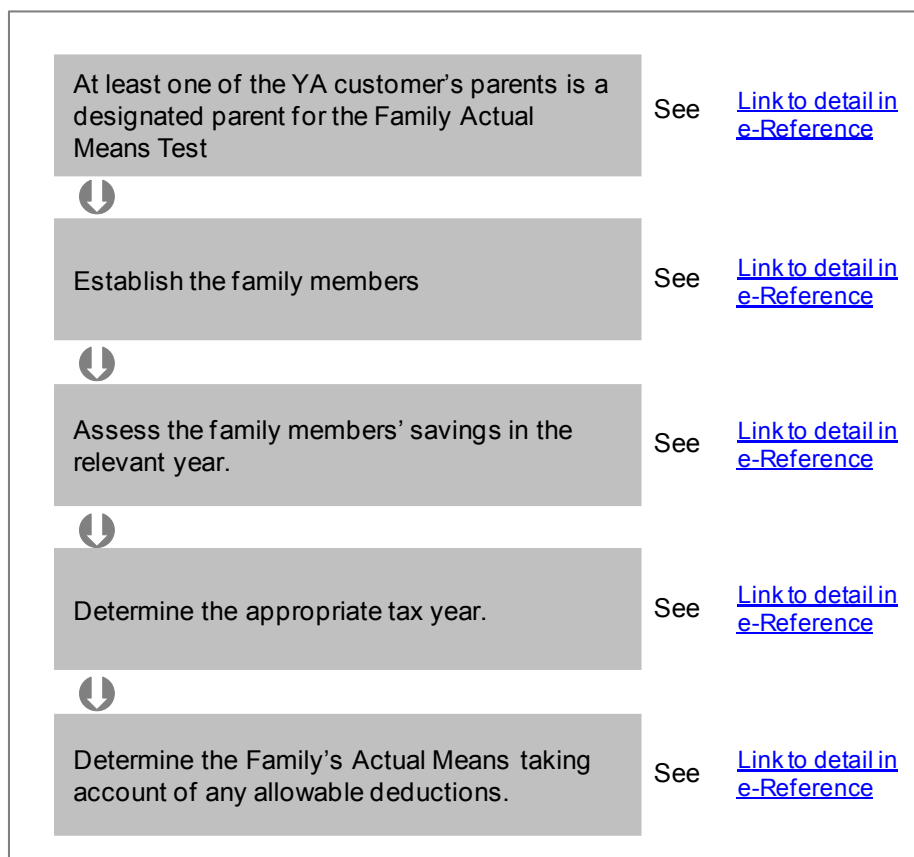 At least one of the YA customer's parents is a
designated parent for the Family Actual
Means Test
See
Link to detail in
e-Reference
Establish the family members
See
Link to detail in
e-Reference
Assess the family members' savings in the
relevant year.
See
Link to detail in
e-Reference
Determine the appropriate tax year.
See
Link to detail in
e-Reference
Determine the Family's Actual Means taking
account of any allowable deductions.
See
Link to detail in
e-Reference